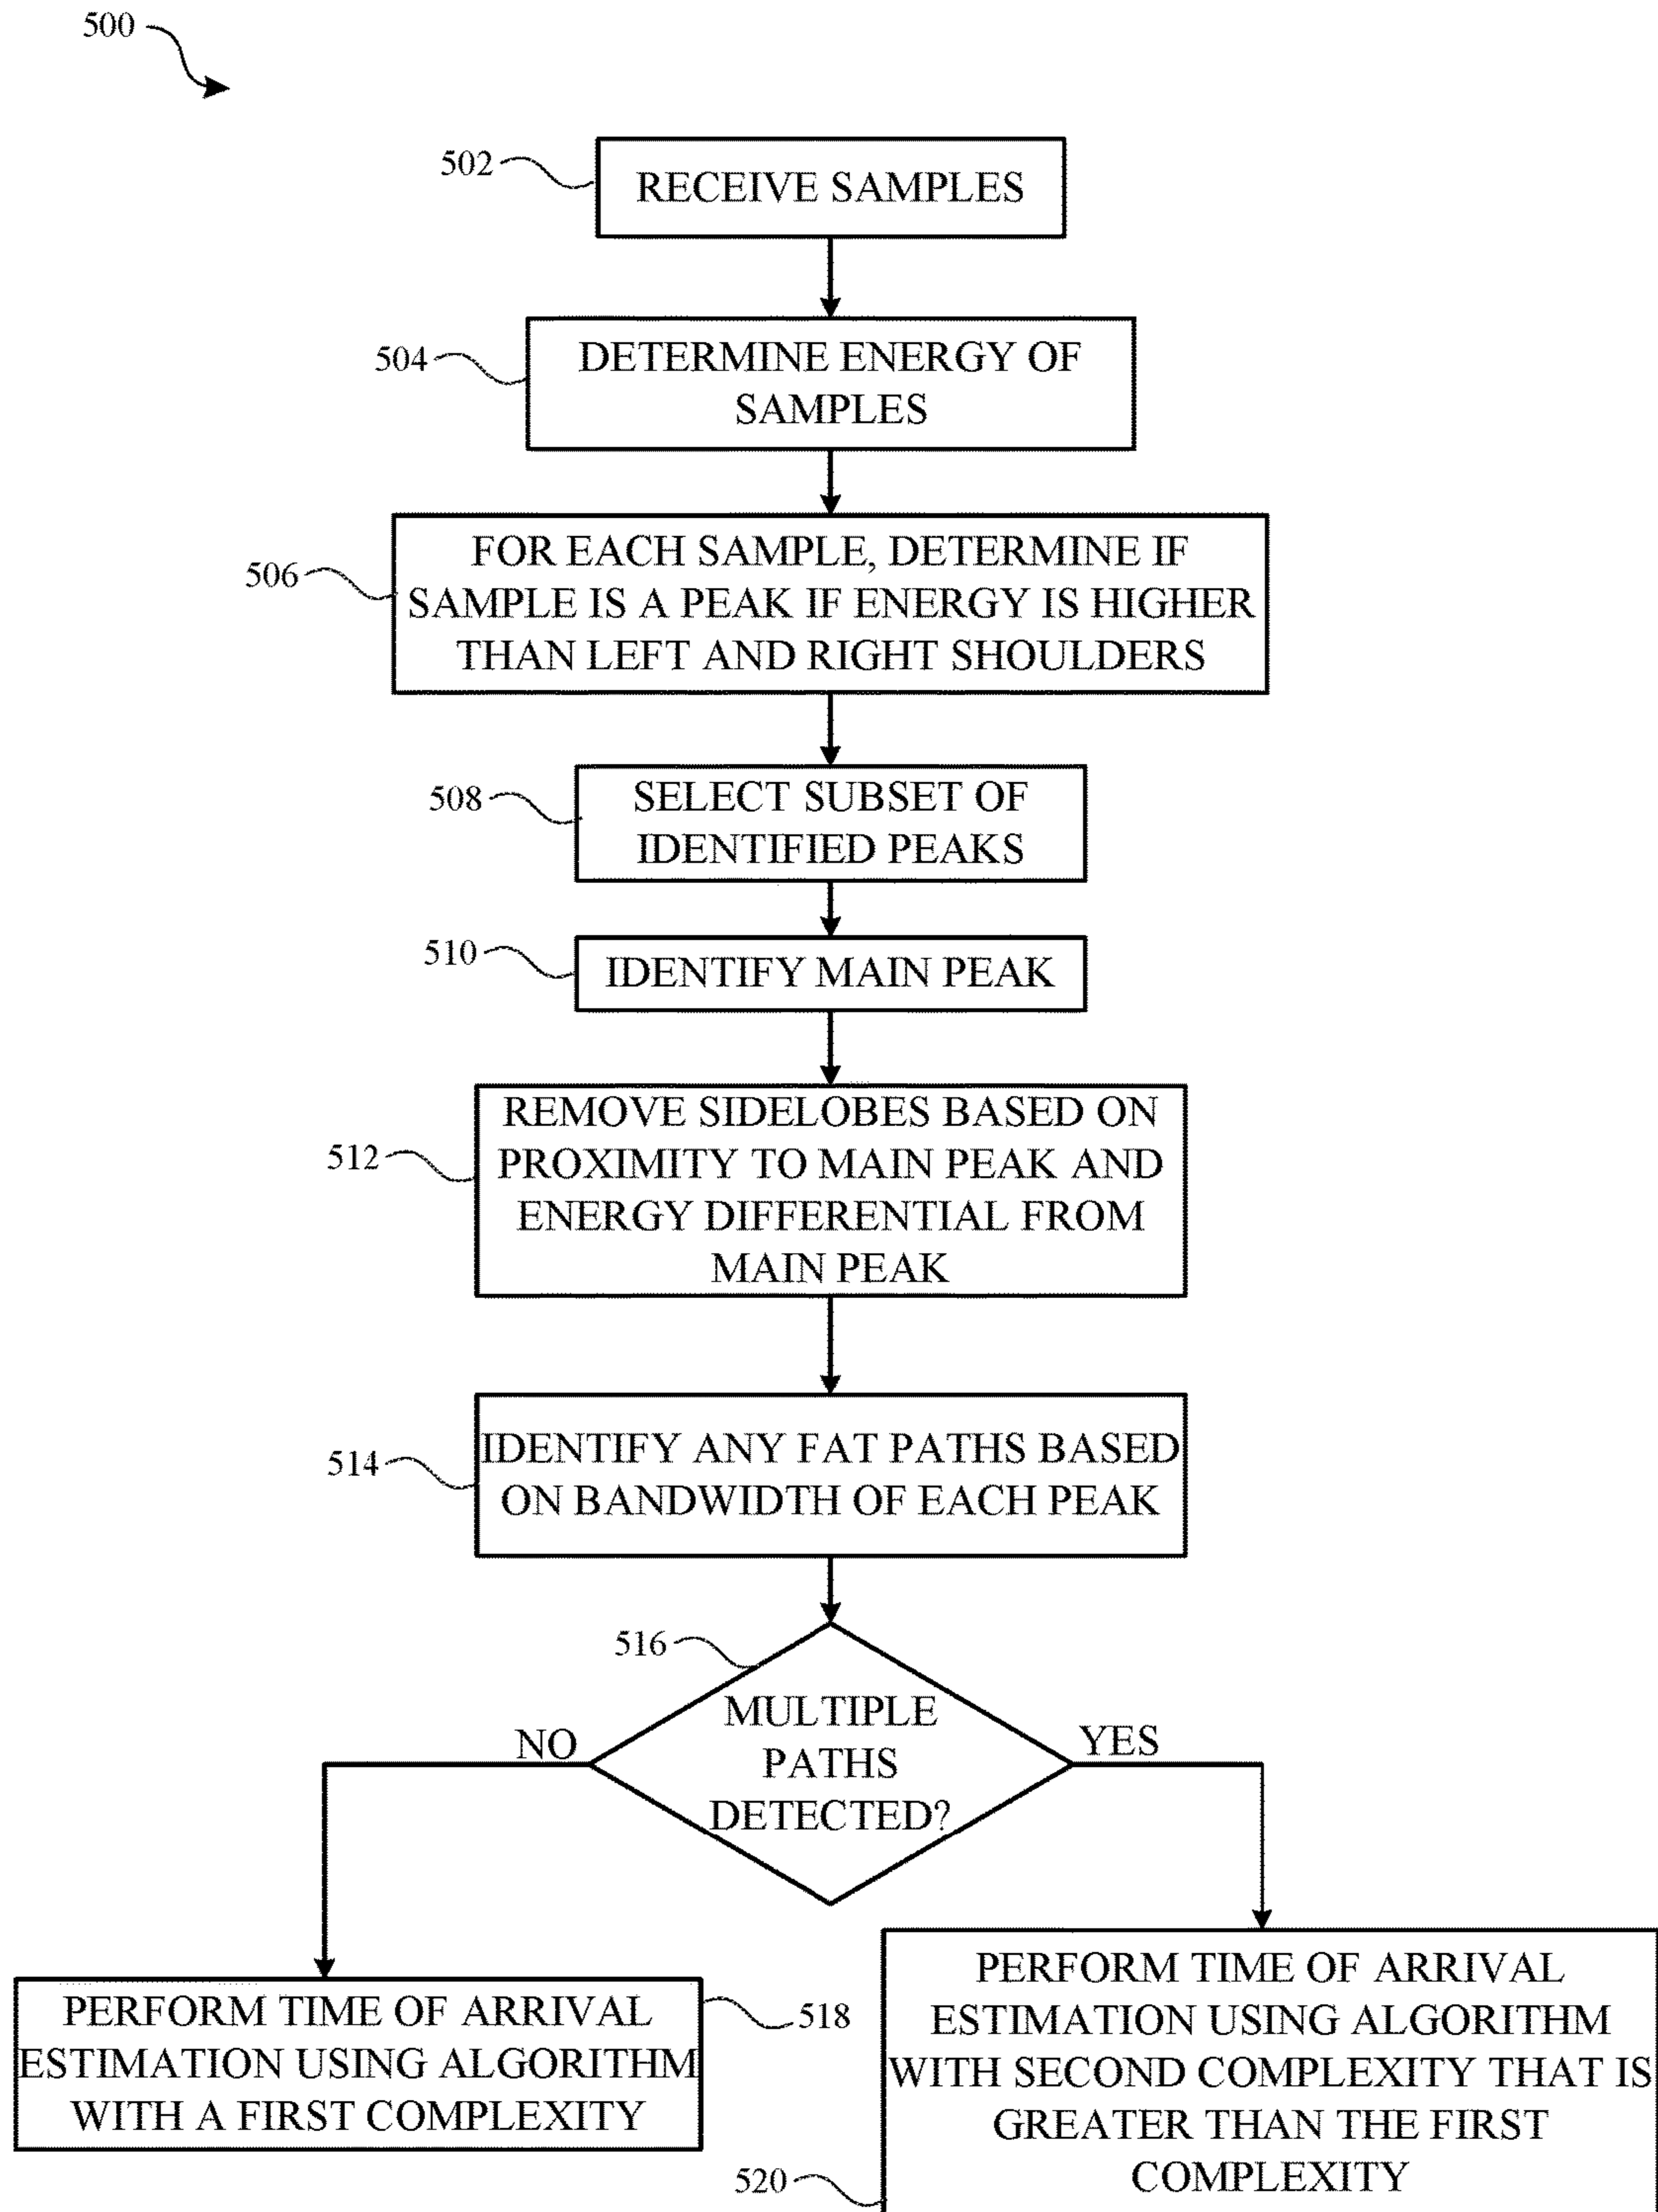 500
502
RECEIVE SAMPLES
504
DETERMINE ENERGY OF
SAMPLES
506
FOR EACH SAMPLE, DETERMINE IF
SAMPLE IS A PEAK IF ENERGY IS HIGHER
THAN LEFT AND RIGHT SHOULDERS
508
SELECT SUBSET OF
IDENTIFIED PEAKS
510
IDENTIFY MAIN PEAK
512
REMOVE SIDELOBES BASED ON
PROXIMITY TO MAIN PEAK AND
ENERGY DIFFERENTIAL FROM
MAIN PEAK
514
IDENTIFY ANY FAT PATHS BASED
ON BANDWIDTH OF EACH PEAK
516
MULTIPLE
PATHS
DETECTED?
NO
YES
PERFORM TIME OF ARRIVAL
ESTIMATION USING ALGORITHM
WITH A FIRST COMPLEXITY
518
PERFORM TIME OF ARRIVAL
ESTIMATION USING ALGORITHM
WITH SECOND COMPLEXITY THAT IS
GREATER THAN THE FIRST
COMPLEXITY
520